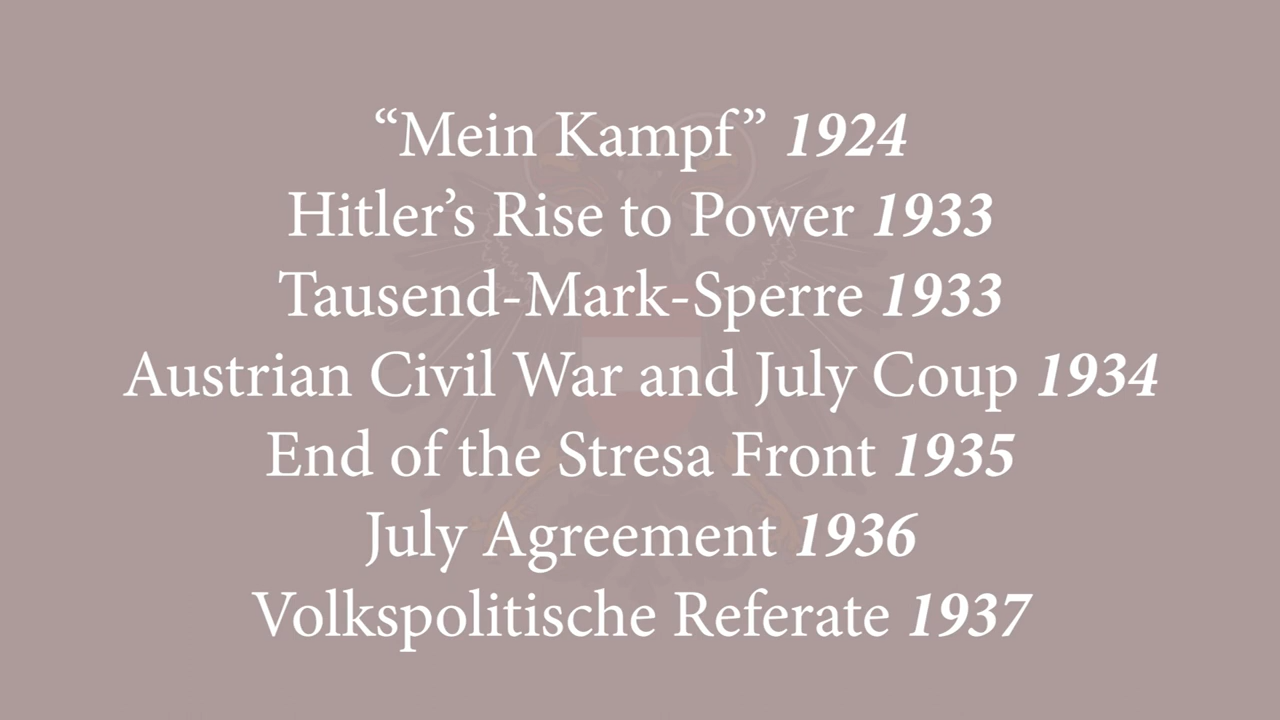 “Mein Kampf” 1924
Hitler’s Rise to Power 1933
Tausend-Mark-Sperre 1933
Austrian Civil War and July Coup 1934
End of the Stresa Front 1935
July Agreement 1936
Volkspolitische Referate 1937